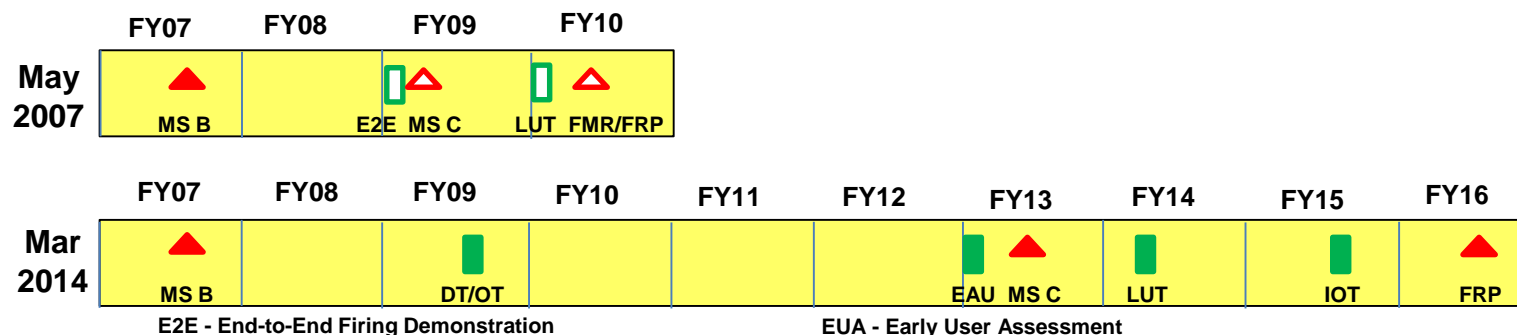 FY07 FY08 FY09 FY10
May
2007
MS B E2E MS C LUT FMR/FRP
FY07 FY08 FY09 FY10 FY11 FY12 FY13 FY14 FY15 FY16
Mar
2014
MS B DT/OT EAU MS C LUT IOT FRP
E2E - End-to-End Firing Demonstration EUA - Early User Assessment